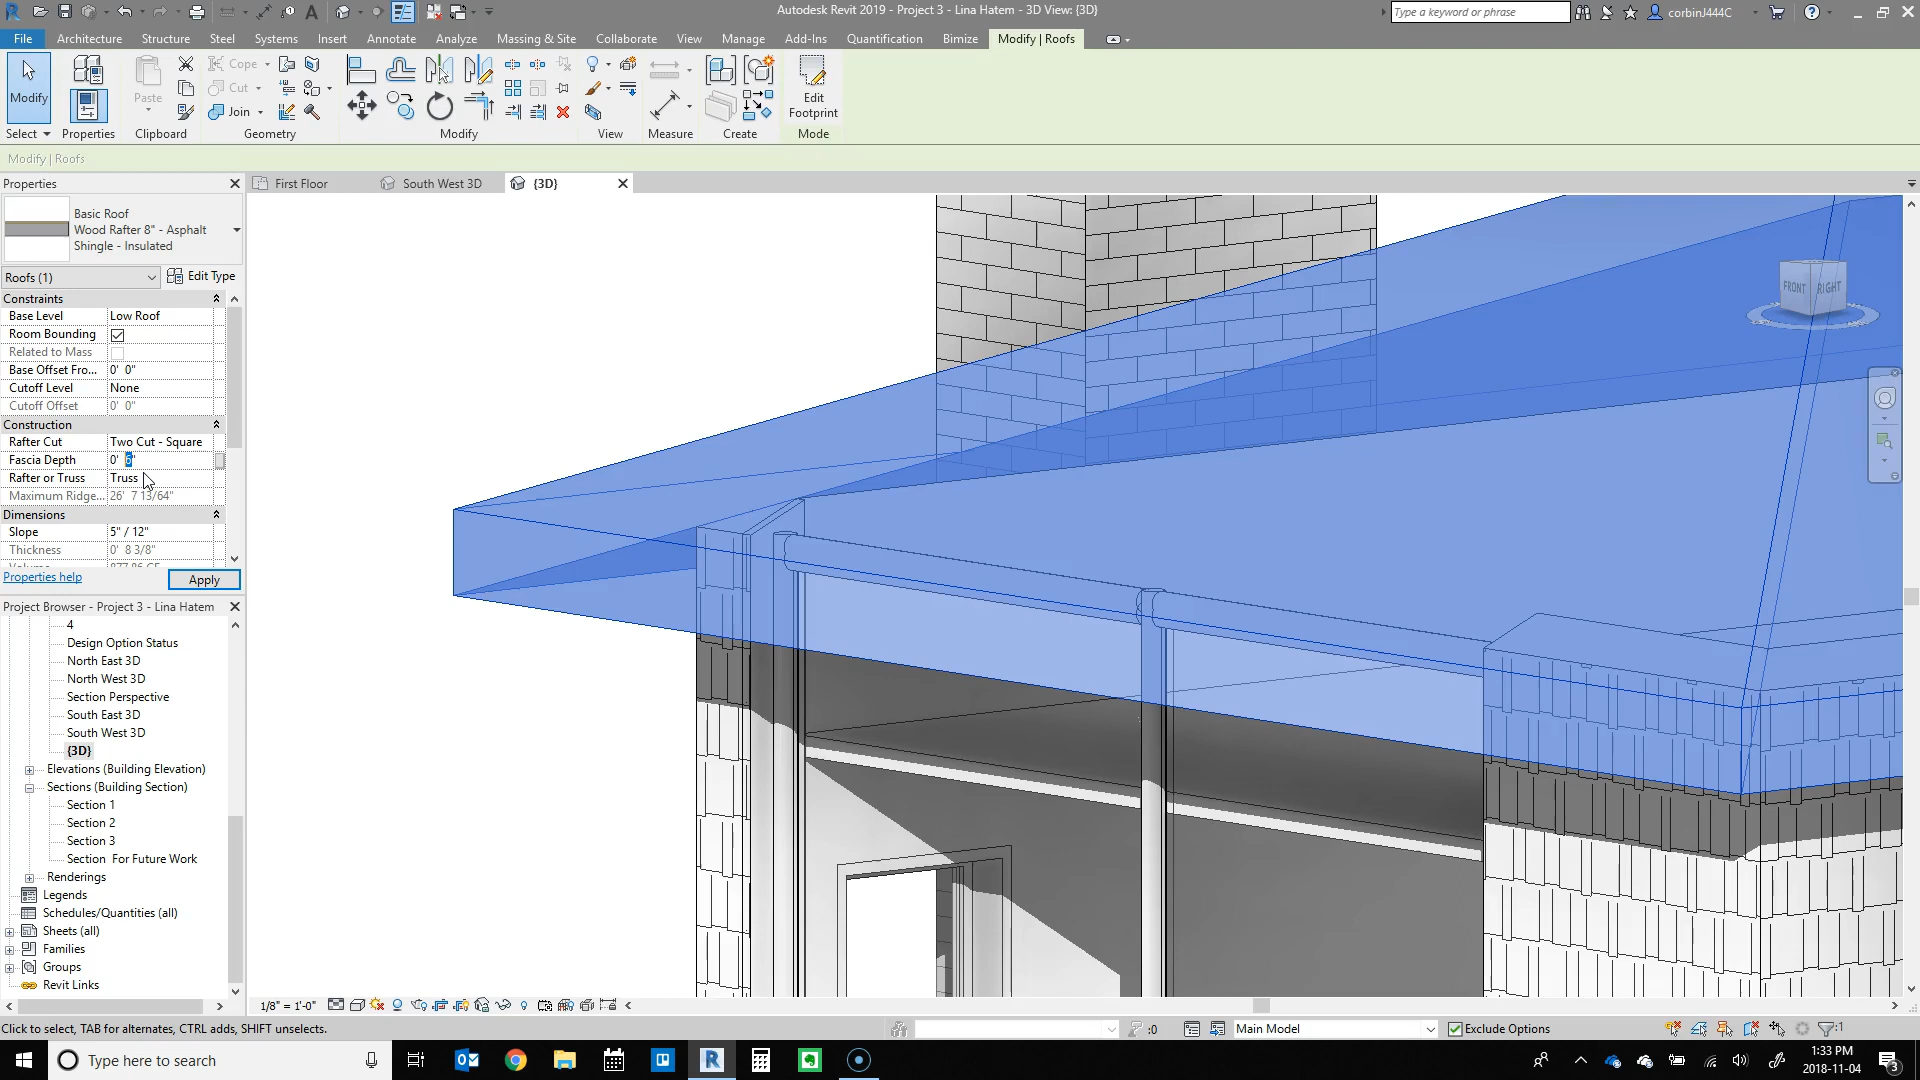 Autodesk Revit 2019 - Project 3 - Lina Hatem - 3D View: {3D}
Type a keyword or phrase
corbinJ444C
File
Architecture
Structure
Steel
Systems
Insert
Annotate
Analyze
Massing & Site
Collaborate
View
Manage
Add-Ins
Quantification
Bimize
Modify | Roofs
Modify
Paste
Cope
Cut
Join
Edit
Footprint
Select
Properties
Clipboard
Geometry
Modify
View
Measure
Create
Mode
Modify | Roofs
Properties
First Floor
South West 3D
{3D}
Basic Roof
Wood Rafter 8" - Asphalt
Shingle - Insulated
Roofs (1)
Edit Type
Constraints
Base Level Low Roof
Room Bounding
Related to Mass
Base Offset Fro... 0' 0"
Cutoff Level None
Cutoff Offset 0' 0"
Construction
Rafter Cut Two Cut - Square
Fascia Depth 0' 6"
Rafter or Truss Truss
Maximum Ridge... 26' 7 13/64"
Dimensions
Slope 5" / 12"
Thickness 0' 8 3/8"
Properties help
Apply
FRONT
RIGHT
Project Browser - Project 3 - Lina Hatem
4
Design Option Status
North East 3D
North West 3D
Section Perspective
South East 3D
South West 3D
{3D}
Elevations (Building Elevation)
Sections (Building Section)
Section 1
Section 2
Section 3
Section For Future Work
Renderings
Legends
Schedules/Quantities (all)
Sheets (all)
Families
Groups
Revit Links
1/8" = 1'-0"
Click to select, TAB for alternates, CTRL adds, SHIFT unselects.
:0
Main Model
Exclude Options
:1
Type here to search
1:33 PM
2018-11-04
3